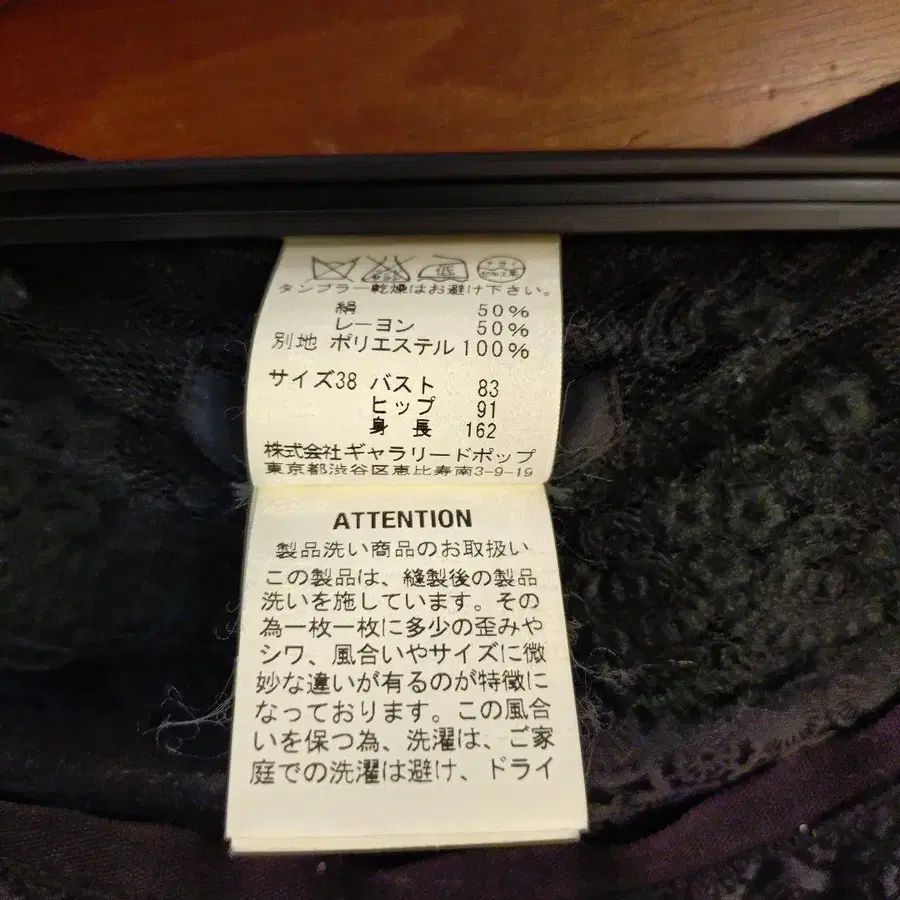 低
ドライ
セキユ系
タンブラー乾燥はお避け下さい。
絹 50%
レーヨン 50%
別地 ポリエステル 100%
サイズ38 バスト 83
ヒップ 91
身長 162
株式会社ギャラリードポップ
東京都渋谷区恵比寿南3-9-19
ATTENTION
製品洗い商品のお取扱い
この製品は、縫製後の製品
洗いを施しています。その
為一枚一枚に多少の歪みや
シワ、風合いやサイズに微
妙な違いが有るのが特徴に
なっております。この風合
いを保つ為、洗濯は、ご家
庭での洗濯は避け、ドライ